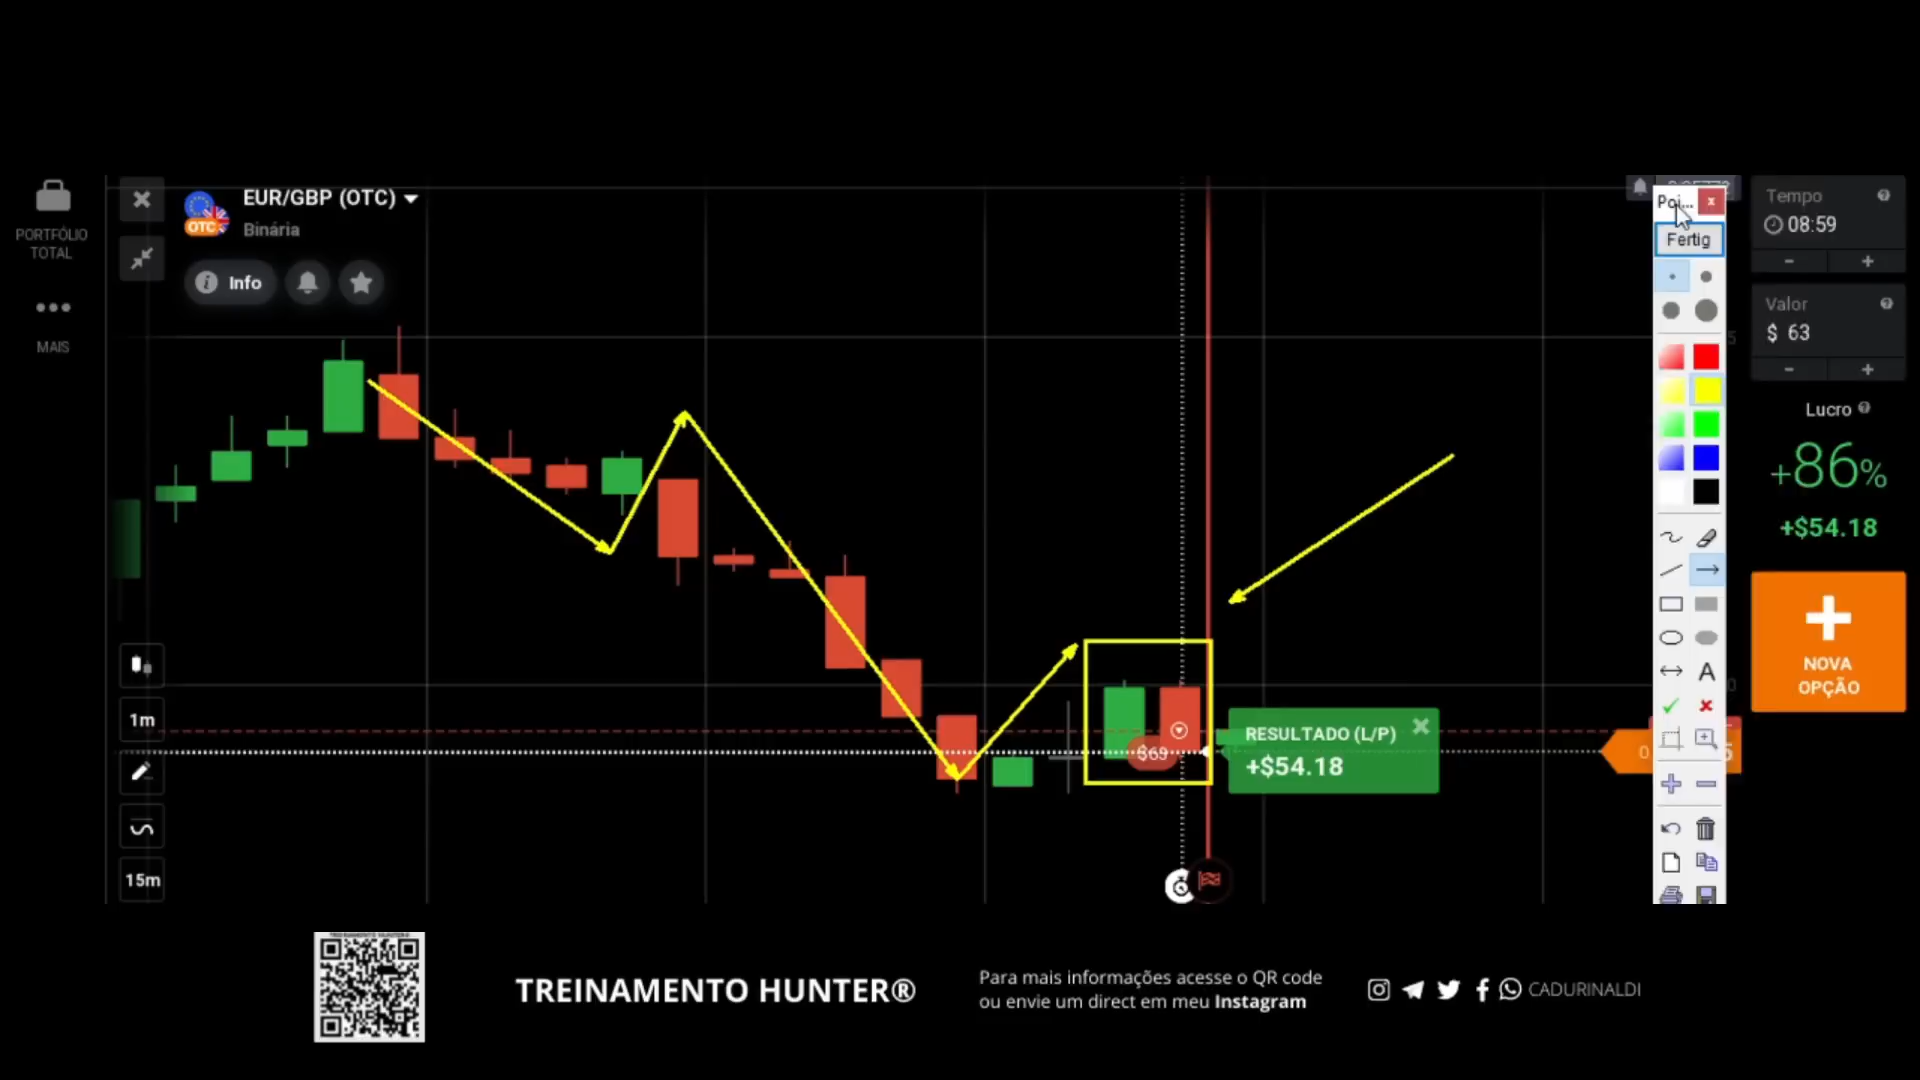 PORTFÓLIO
TOTAL
MAIS
EUR/GBP (OTC)
OTC
Binária
Info
1m
15m
$63
RESULTADO (L/P)
+$54.18
Poi...
x
Fertig
A
Tempo
08:59
- +
Valor
$ 63
- +
Lucro
+86%
+$54.18
NOVA
OPÇÃO
TREINAMENTO HUNTER®
Para mais informações acesse o QR code
ou envie um direct em meu Instagram
CADURINALDI